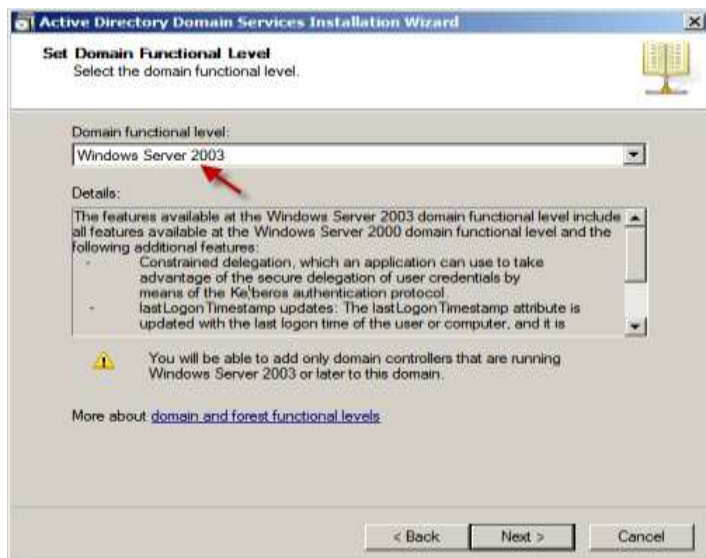 Active Directory Domain Services Installation Wizard
Set Domain Functional Level
Select the domain functional level.
Domain functional level:
Windows Server 2003
Details:
The features available at the Windows Server 2003 domain functional level include
all features available at the Windows Server 2000 domain functional level and the
following additional features:
- Constrained delegation, which an application can use to take
advantage of the secure delegation of user credentials by
means of the Kerberos authentication protocol.
- lastLogonTimestamp updates: The lastLogonTimestamp attribute is
updated with the last logon time of the user or computer, and it is
You will be able to add only domain controllers that are running
Windows Server 2003 or later to this domain.
More about domain and forest functional levels
< Back
Next >
Cancel